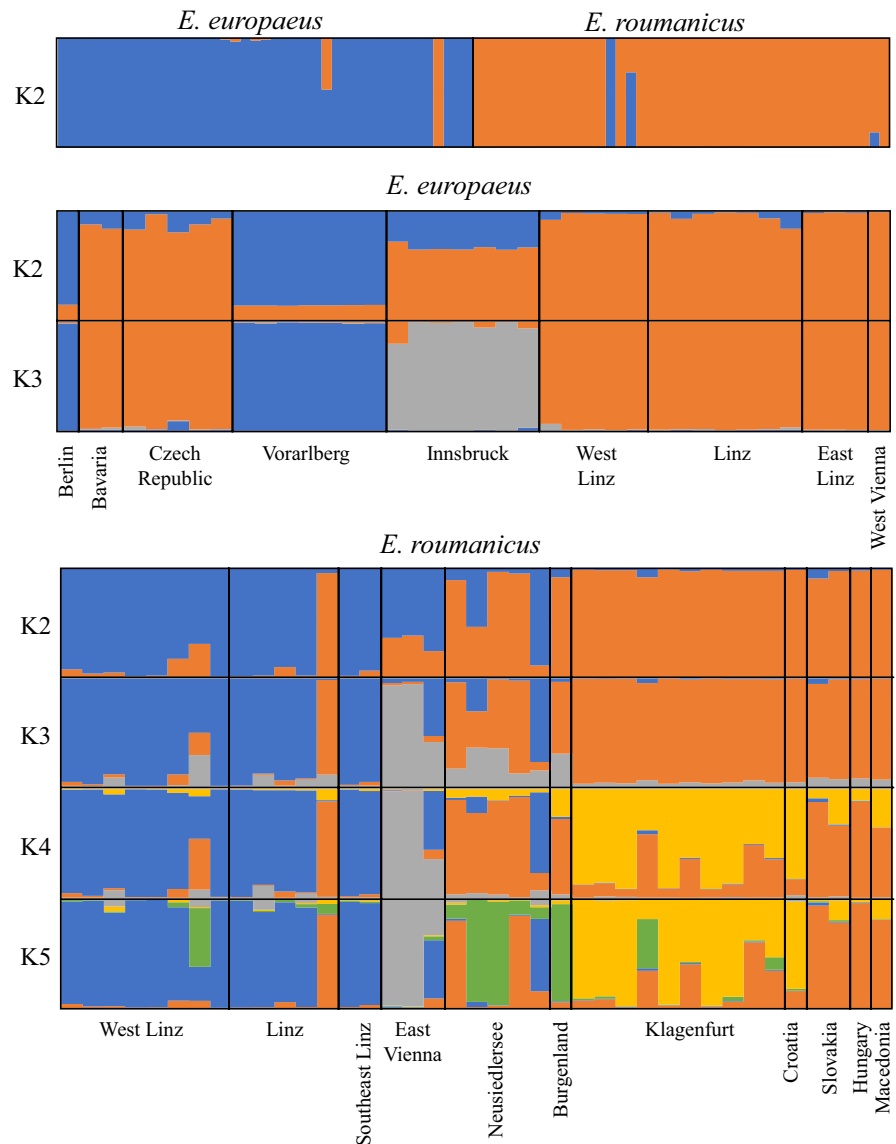 E. europaeus E. roumanicus
K2
E. europaeus
K2
K3
Berlin Bavaria Czech Republic Vorarlberg Innsbruck West Linz Linz East Linz West Vienna
E. roumanicus
K2
K3
K4
K5
West Linz Linz Southeast Linz East Vienna Neusiedlersee Burgenland Klagenfurt Croatia Slovakia Hungary Macedonia